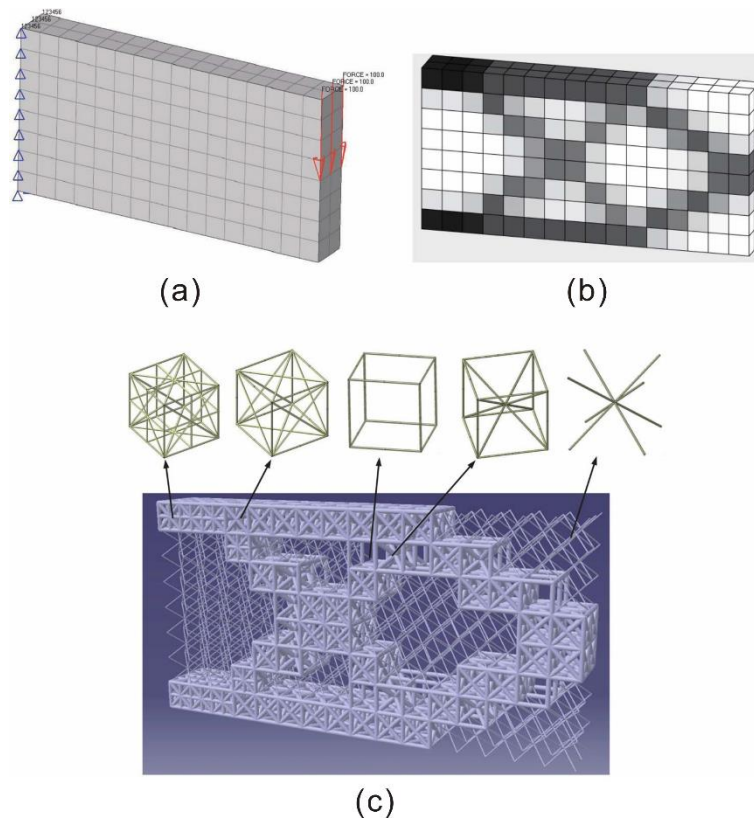 123456
123456
123456
FORCE = 100.0
FORCE = 100.0
FORCE = 100.0
(a)
(b)
(c)